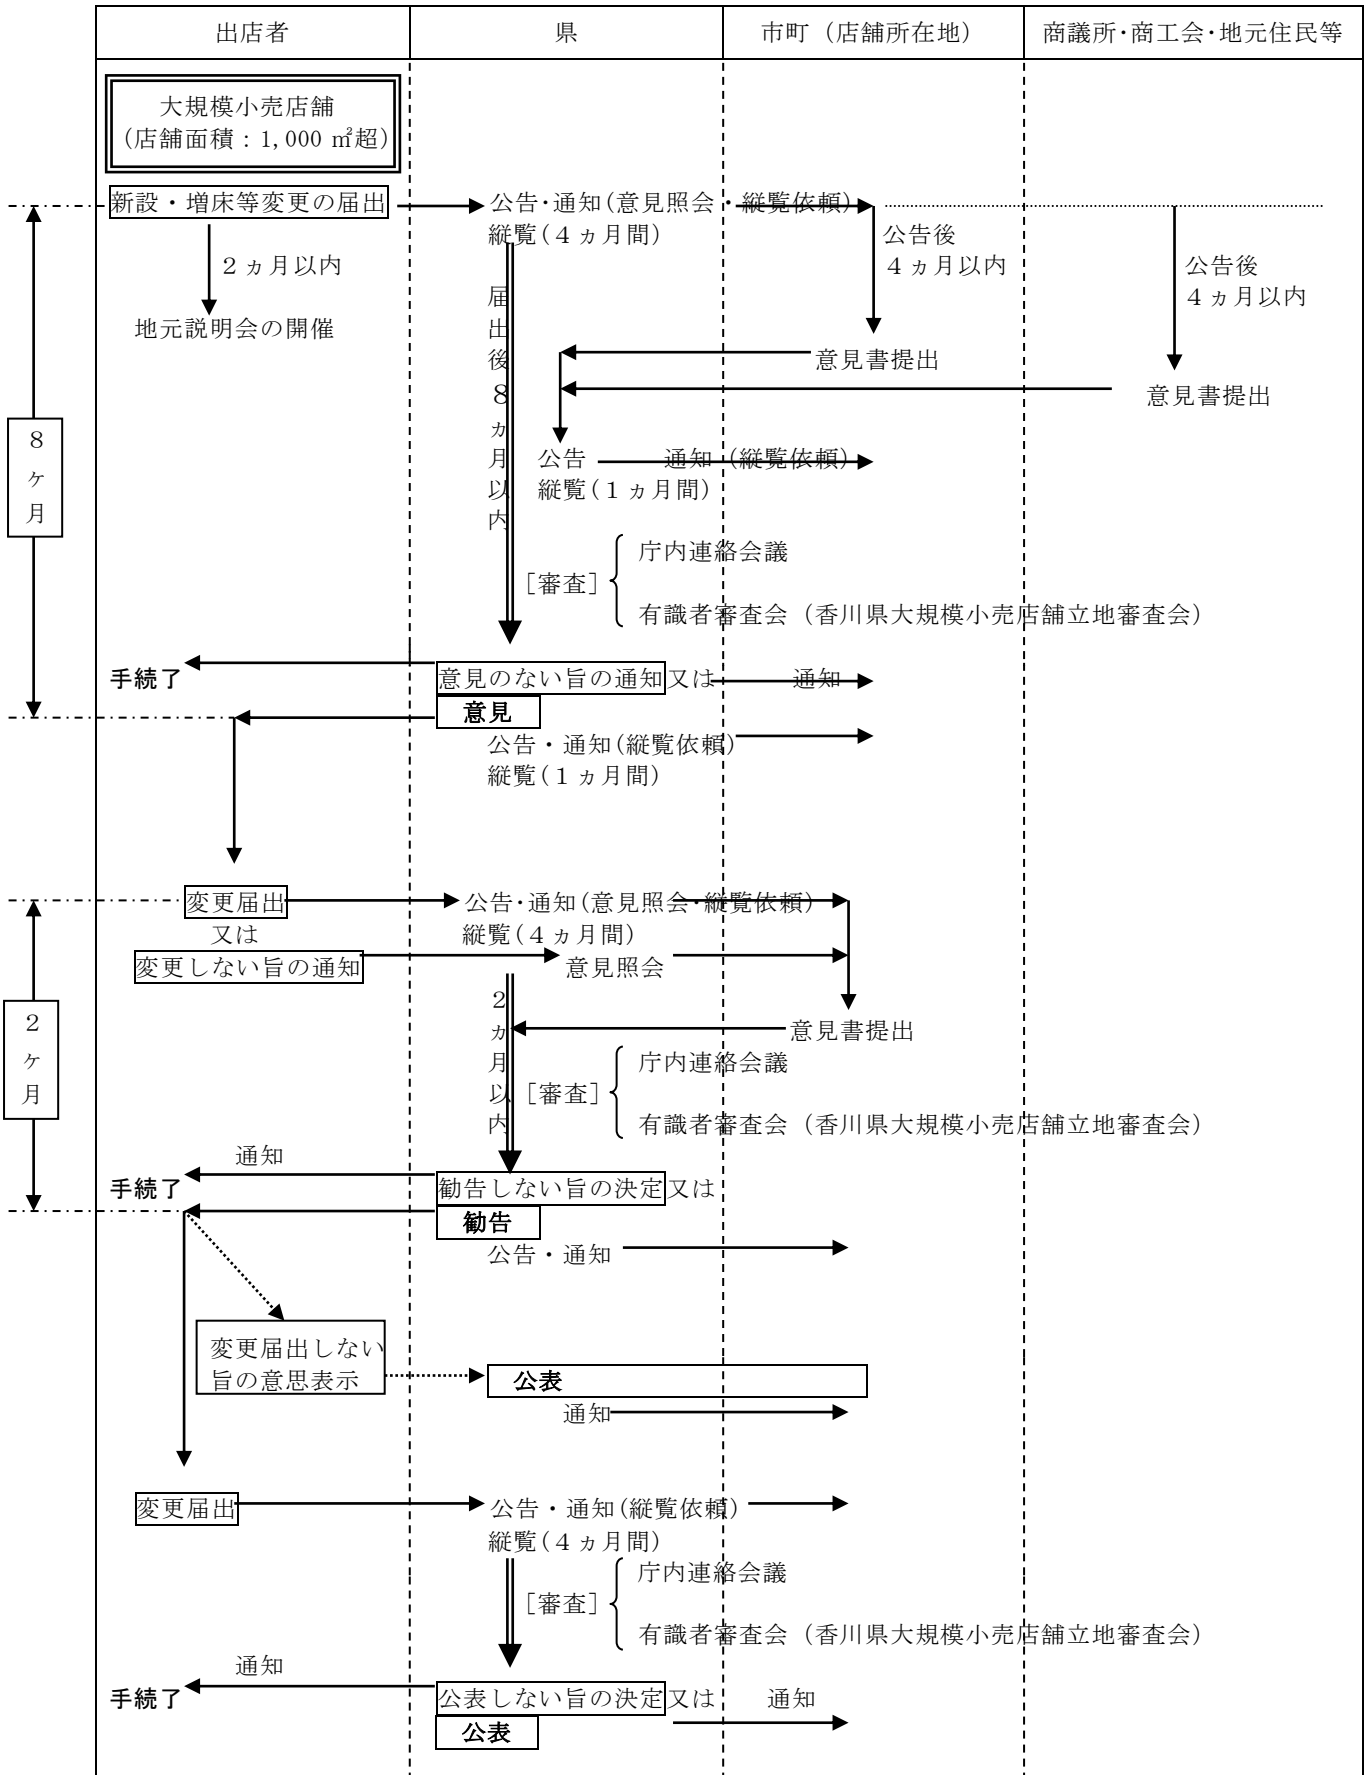 出店者
県
市町（店舗所在地）
商議所・商工会・地元住民等
大規模小売店舗
（店舗面積：1,000 ㎡超）
新設・増床等変更の届出
公告・通知（意見照会・縦覧依頼）
縦覧（４ヵ月間）
公告後
４ヵ月以内
公告後
４ヵ月以内
２ヵ月以内
地元説明会の開催
届出後８ヵ月以内
意見書提出
意見書提出
８ヶ月
公告
通知（縦覧依頼）
縦覧（１ヵ月間）
［審査］
庁内連絡会議
有識者審査会（香川県大規模小売店舗立地審査会）
手続了
意見のない旨の通知又は
通知
意見
公告・通知（縦覧依頼）
縦覧（１ヵ月間）
変更届出
公告・通知（意見照会・縦覧依頼）
又は
縦覧（４ヵ月間）
変更しない旨の通知
意見照会
２ヶ月
２ヵ月以内
意見書提出
［審査］
庁内連絡会議
有識者審査会（香川県大規模小売店舗立地審査会）
通知
手続了
勧告しない旨の決定又は
勧告
公告・通知
変更届出しない
旨の意思表示
公表
通知
変更届出
公告・通知（縦覧依頼）
縦覧（４ヵ月間）
［審査］
庁内連絡会議
有識者審査会（香川県大規模小売店舗立地審査会）
通知
手続了
公表しない旨の決定又は
通知
公表